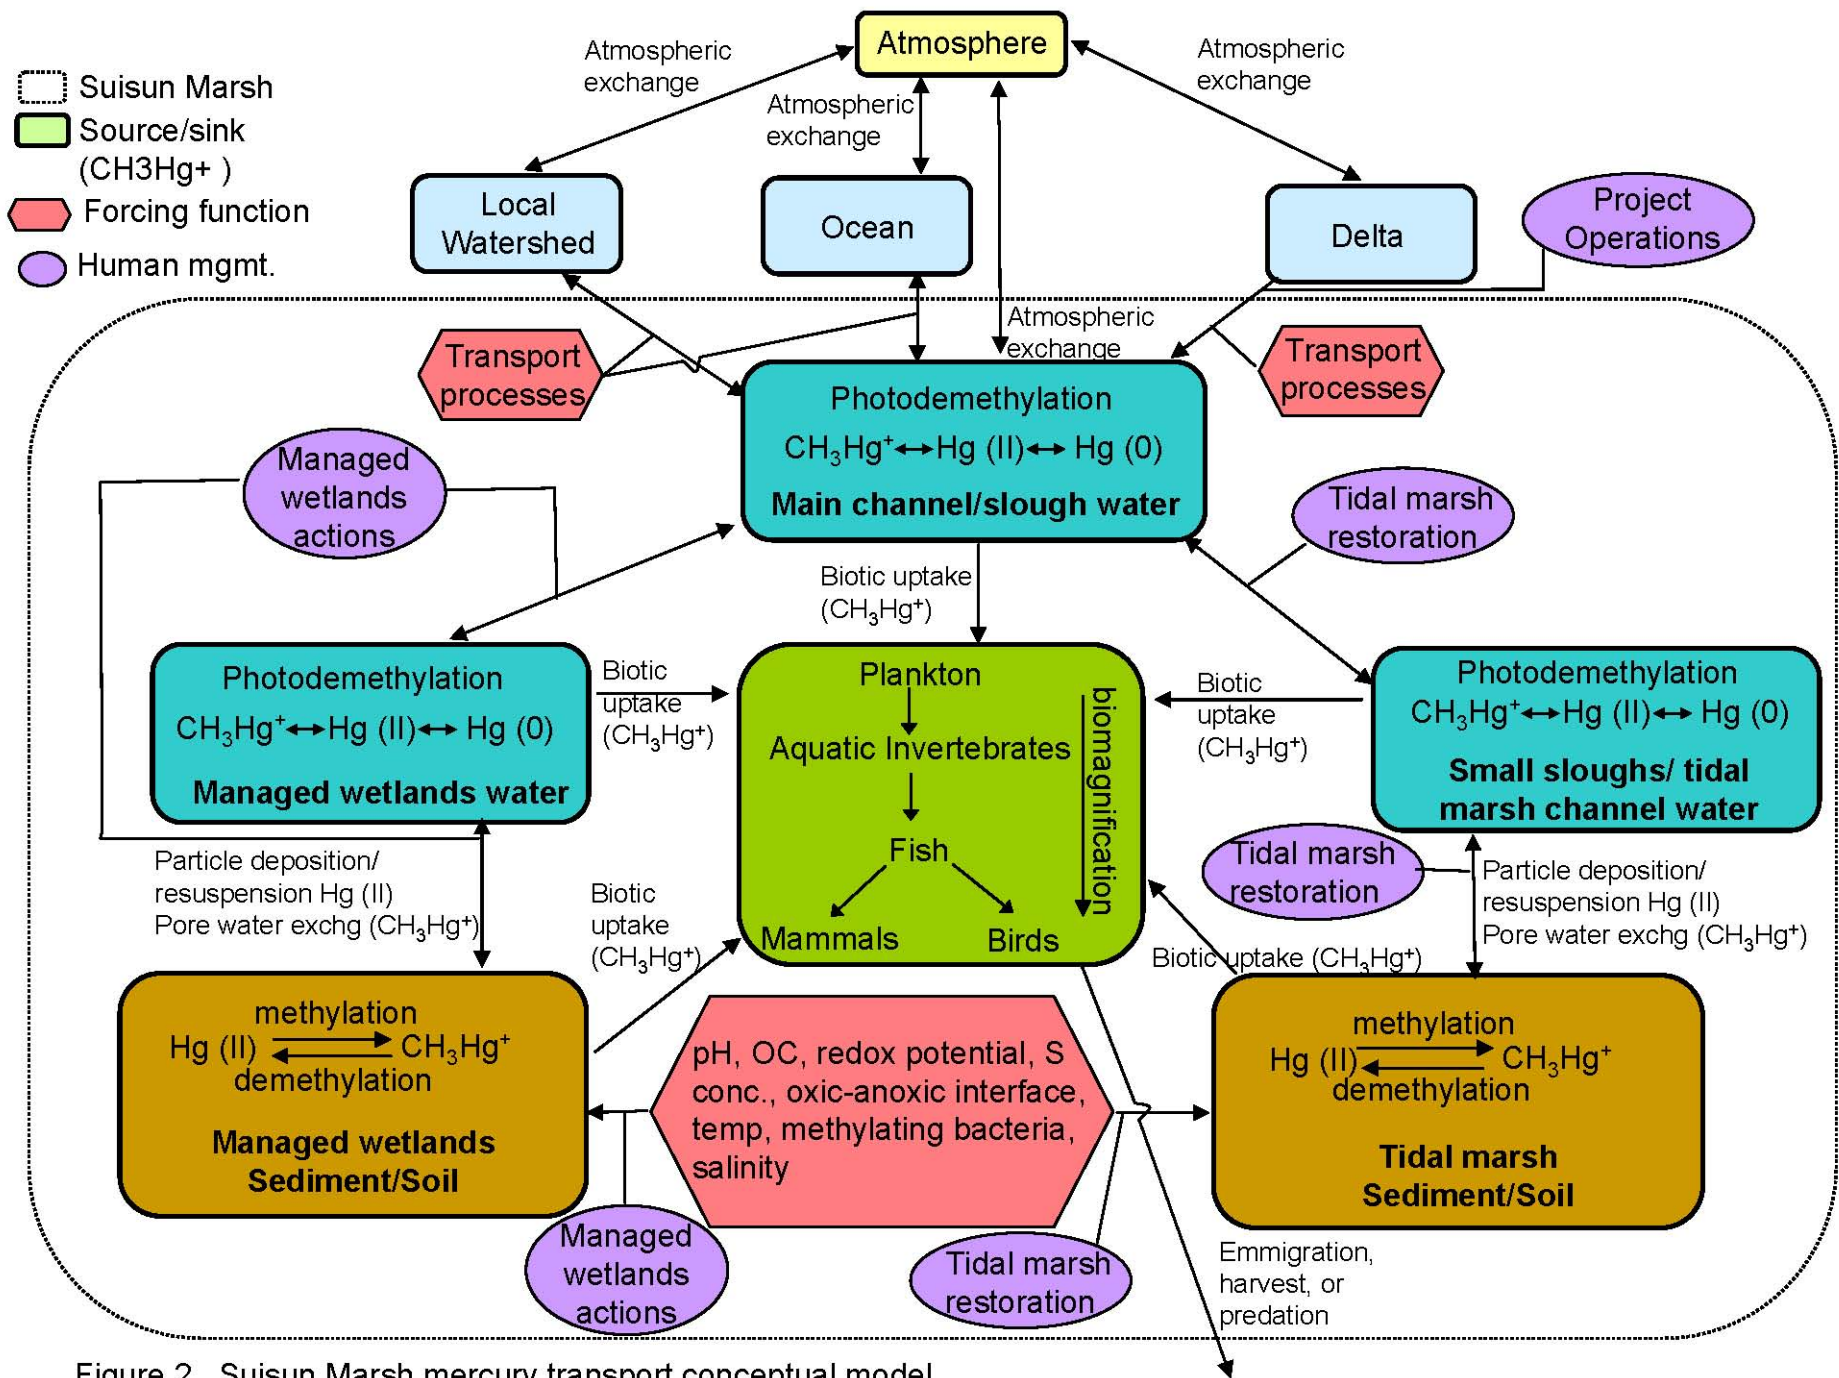 Atmosphere
Atmospheric
exchange
Atmospheric
exchange
Atmospheric
exchange
Suisun Marsh
Source/sink
(CH3Hg+ )
Forcing function
Human mgmt.
Local
Watershed
Ocean
Delta
Project
Operations
Atmospheric
exchange
Transport
processes
Transport
processes
Photodemethylation
CH₃Hg⁺↔Hg (II)↔ Hg (0)
Main channel/slough water
Managed
wetlands
actions
Tidal marsh
restoration
Biotic uptake
(CH₃Hg⁺)
Photodemethylation
CH₃Hg⁺↔Hg (II)↔ Hg (0)
Managed wetlands water
Biotic
uptake
(CH₃Hg⁺)
Plankton
Aquatic Invertebrates
Fish
Mammals
Birds
biomagnification
Biotic
uptake
(CH₃Hg⁺)
Photodemethylation
CH₃Hg⁺↔Hg (II)↔ Hg (0)
Small sloughs/ tidal
marsh channel water
Particle deposition/
resuspension Hg (II)
Pore water exchg (CH₃Hg⁺)
Biotic
uptake
(CH₃Hg⁺)
Tidal marsh
restoration
Particle deposition/
resuspension Hg (II)
Pore water exchg (CH₃Hg⁺)
Biotic uptake (CH₃Hg⁺)
methylation
Hg (II) CH₃Hg⁺
demethylation
Managed wetlands
Sediment/Soil
pH, OC, redox potential, S
conc., oxic-anoxic interface,
temp, methylating bacteria,
salinity
methylation
Hg (II) CH₃Hg⁺
demethylation
Tidal marsh
Sediment/Soil
Managed
wetlands
actions
Tidal marsh
restoration
Emmigration,
harvest, or
predation
Figure 2. Suisun Marsh mercury transport conceptual model